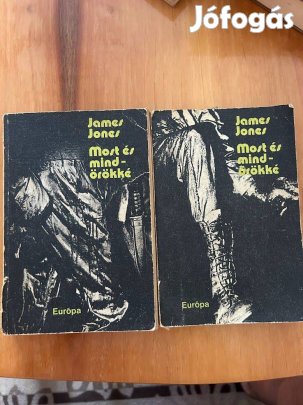 Jófogás
James
Jones
Most és
mind-
örökké
Európa
James
Jones
Most és
mind-
örökké
Európa